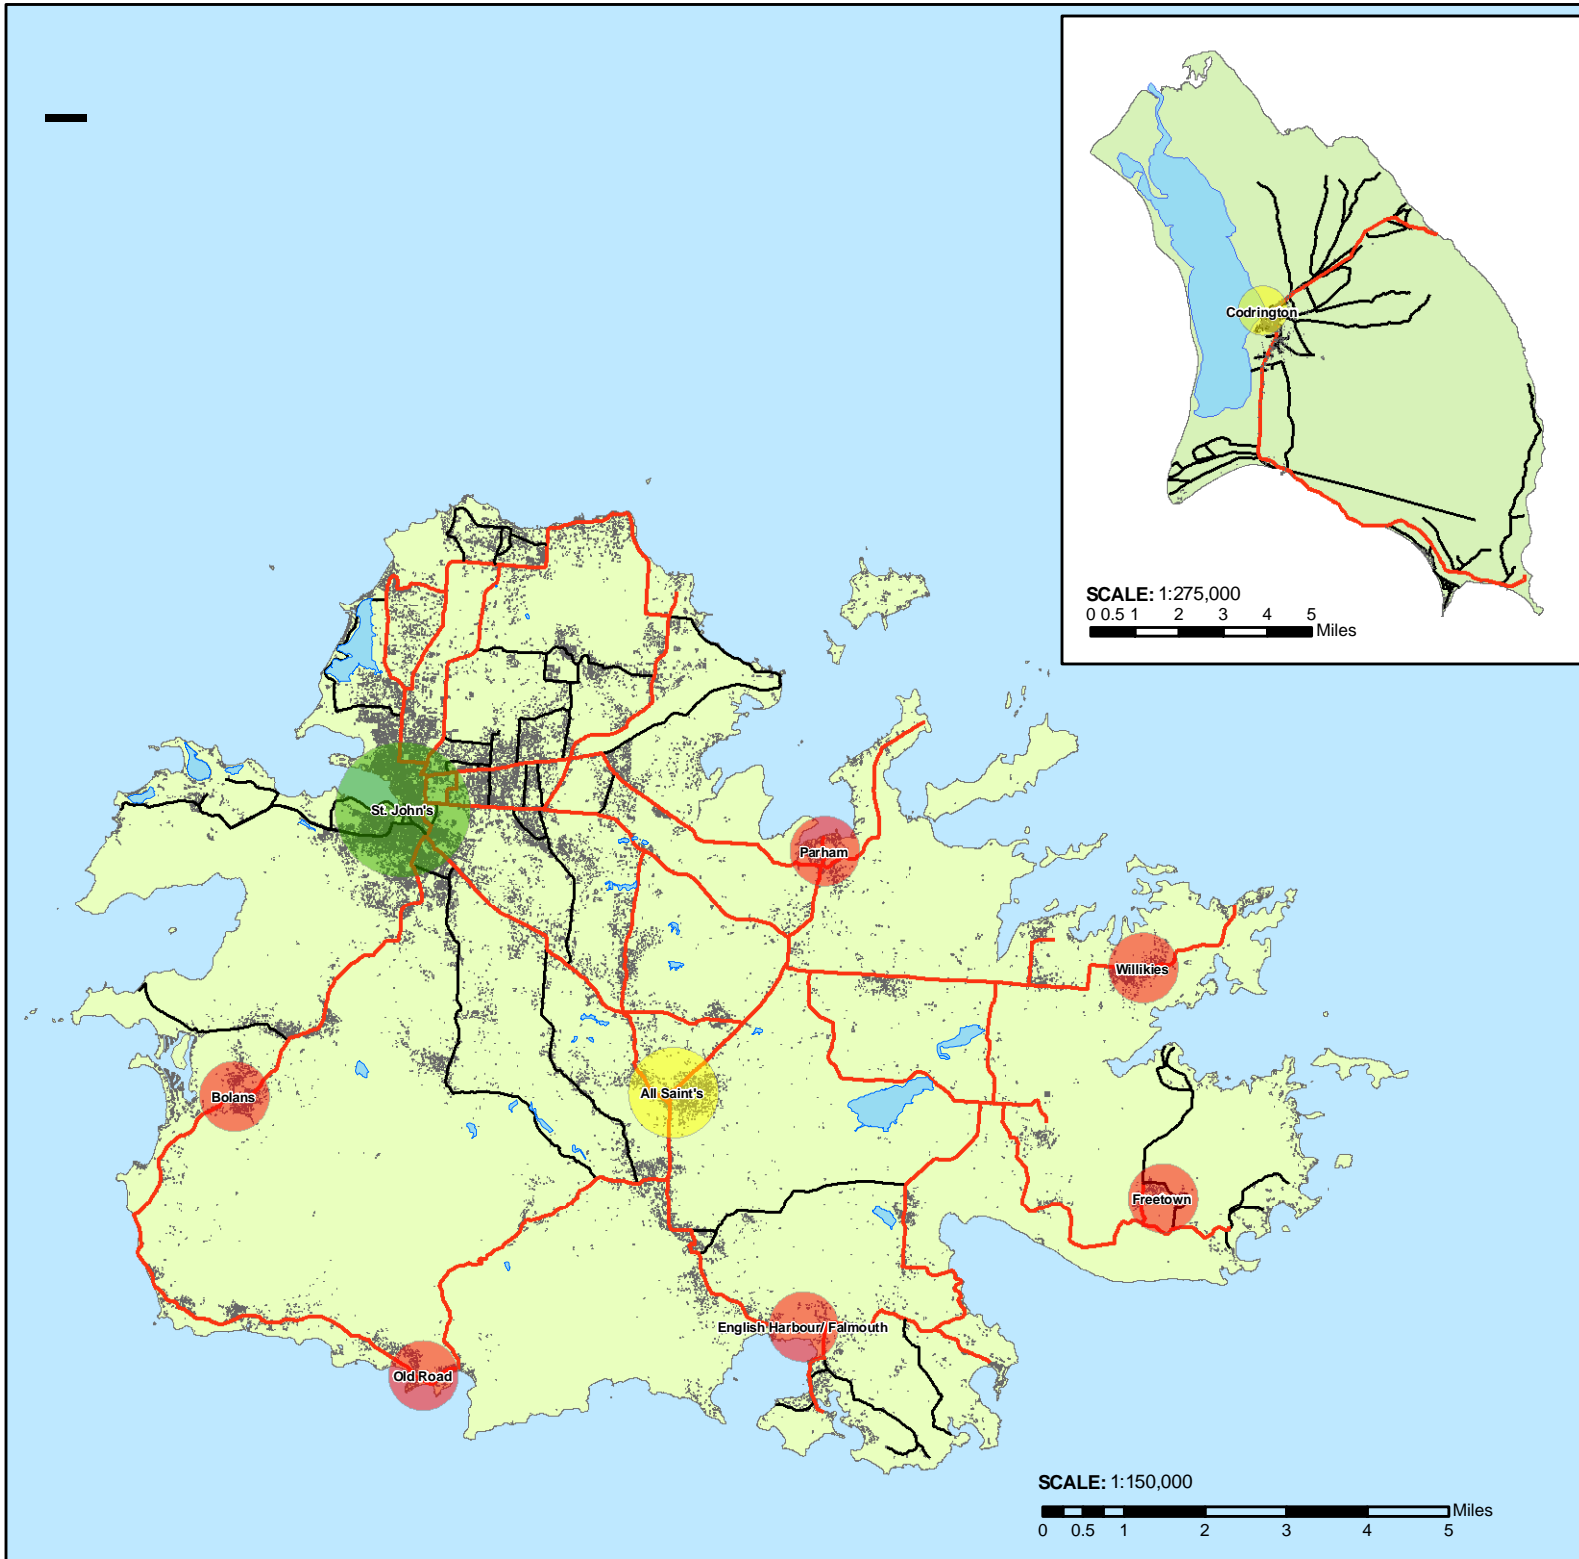 Codrington
SCALE: 1:275,000
0 0.5 1 2 3 4 5
Miles
St. John's
Parham
Willikies
Bolans
All Saint's
Freetown
English Harbour/ Falmouth
Old Road
SCALE: 1:150,000
Miles
0 0.5 1 2 3 4 5